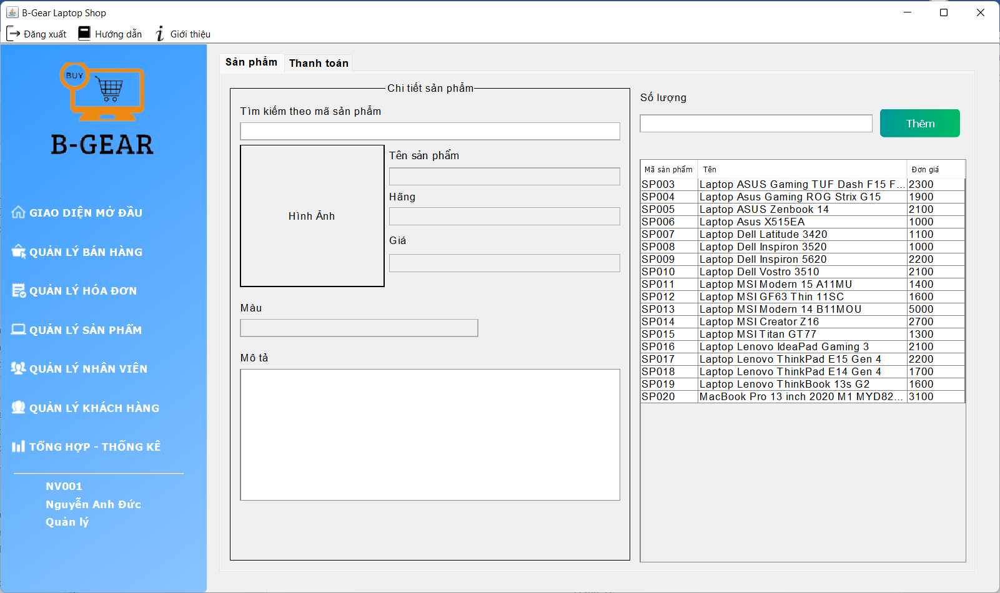 B-Gear Laptop Shop
Đăng xuất Hướng dẫn Giới thiệu
BUY
B-GEAR
GIAO DIỆN MỞ ĐẦU
QUẢN LÝ BÁN HÀNG
QUẢN LÝ HÓA ĐƠN
QUẢN LÝ SẢN PHẨM
QUẢN LÝ NHÂN VIÊN
QUẢN LÝ KHÁCH HÀNG
TỔNG HỢP - THỐNG KÊ
NV001
Nguyễn Anh Đức
Quản lý
Sản phẩm Thanh toán
Chi tiết sản phẩm
Tìm kiếm theo mã sản phẩm
Hình Ảnh
Tên sản phẩm
Hãng
Giá
Màu
Mô tả
Số lượng
Thêm
Mã sản phẩm Tên Đơn giá
SP003 Laptop ASUS Gaming TUF Dash F15 F... 2300
SP004 Laptop Asus Gaming ROG Strix G15 1900
SP005 Laptop ASUS Zenbook 14 2100
SP006 Laptop Asus X515EA 1000
SP007 Laptop Dell Latitude 3420 1100
SP008 Laptop Dell Inspiron 3520 1000
SP009 Laptop Dell Inspiron 5620 2200
SP010 Laptop Dell Vostro 3510 2100
SP011 Laptop MSI Modern 15 A11MU 1400
SP012 Laptop MSI GF63 Thin 11SC 1600
SP013 Laptop MSI Modern 14 B11MOU 5000
SP014 Laptop MSI Creator Z16 2700
SP015 Laptop MSI Titan GT77 1300
SP016 Laptop Lenovo IdeaPad Gaming 3 2100
SP017 Laptop Lenovo ThinkPad E15 Gen 4 2200
SP018 Laptop Lenovo ThinkPad E14 Gen 4 1700
SP019 Laptop Lenovo ThinkBook 13s G2 1600
SP020 MacBook Pro 13 inch 2020 M1 MYD82... 3100